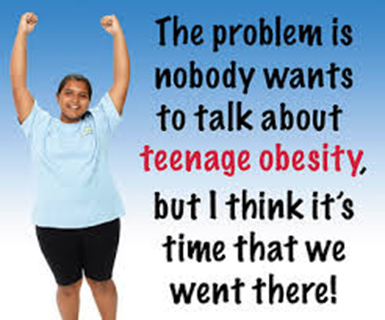 The problem is
nobody wants
to talk about
teenage obesity,
but I think it's
time that we
went there!